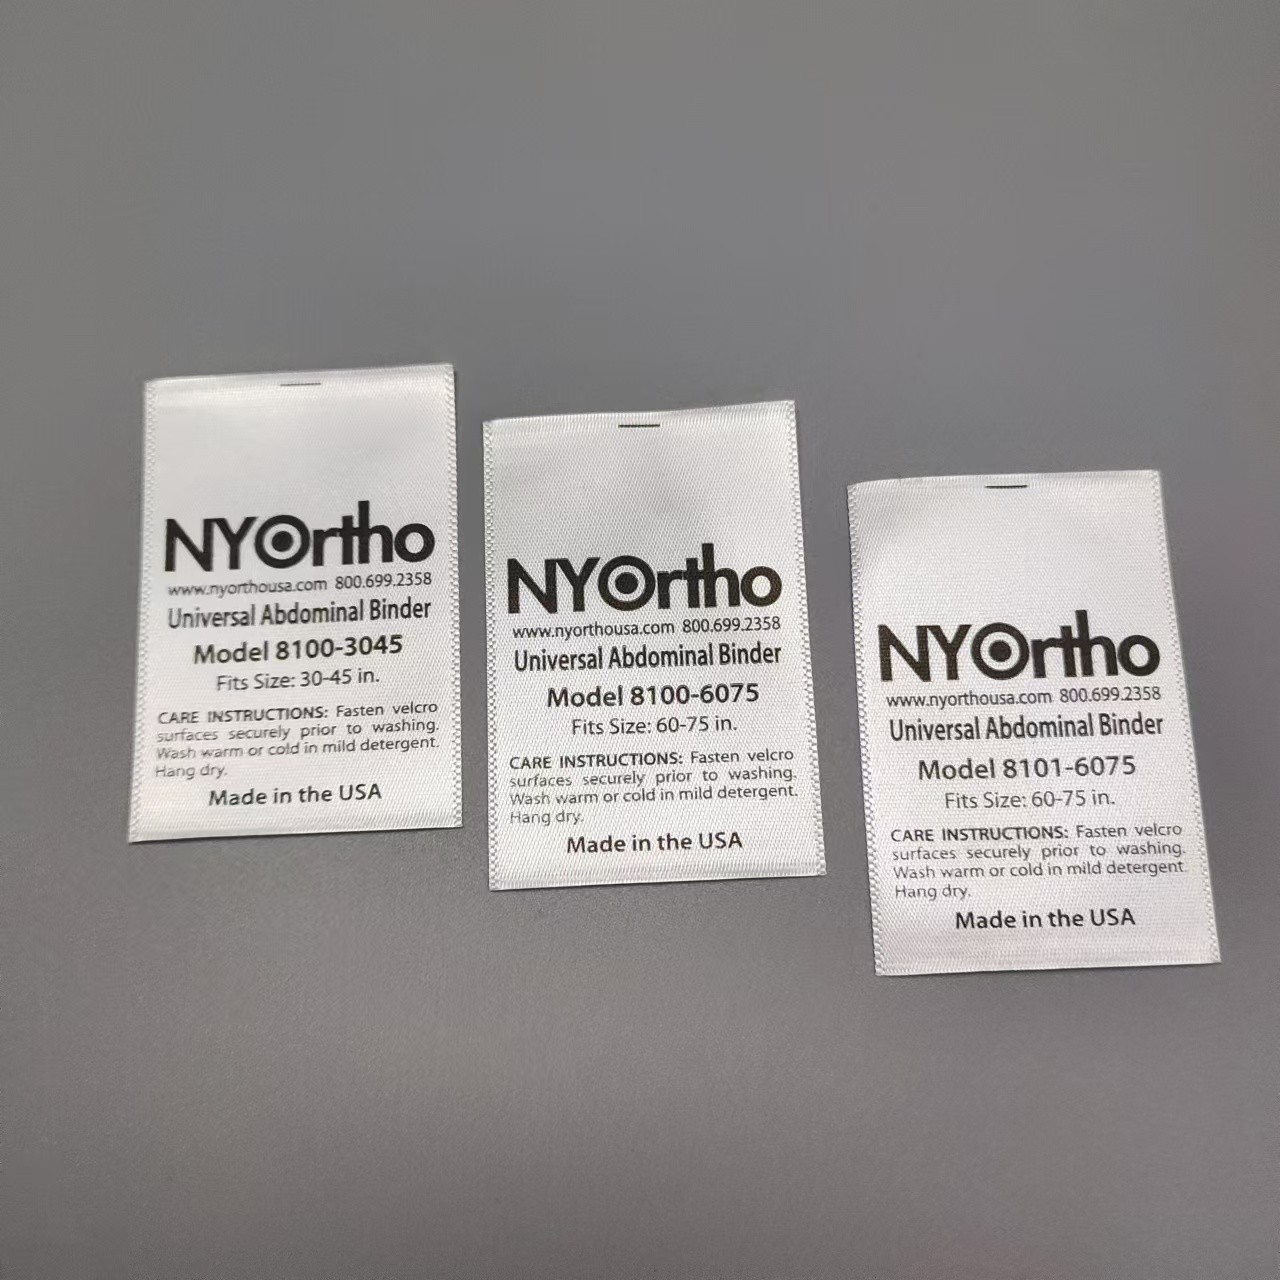 NYOrtho
www.nyorthousa.com 800.699.2358
Universal Abdominal Binder
Model 8100-3045
Fits Size: 30-45 in.
CARE INSTRUCTIONS: Fasten velcro
surfaces securely prior to washing.
Wash warm or cold in mild detergent.
Hang dry.
Made in the USA
NYOrtho
www.nyorthousa.com 800.699.2358
Universal Abdominal Binder
Model 8100-6075
Fits Size: 60-75 in.
CARE INSTRUCTIONS: Fasten velcro
surfaces securely prior to washing.
Wash warm or cold in mild detergent.
Hang dry.
Made in the USA
NYOrtho
www.nyorthousa.com 800.699.2358
Universal Abdominal Binder
Model 8101-6075
Fits Size: 60-75 in.
CARE INSTRUCTIONS: Fasten velcro
surfaces securely prior to washing.
Wash warm or cold in mild detergent.
Hang dry.
Made in the USA